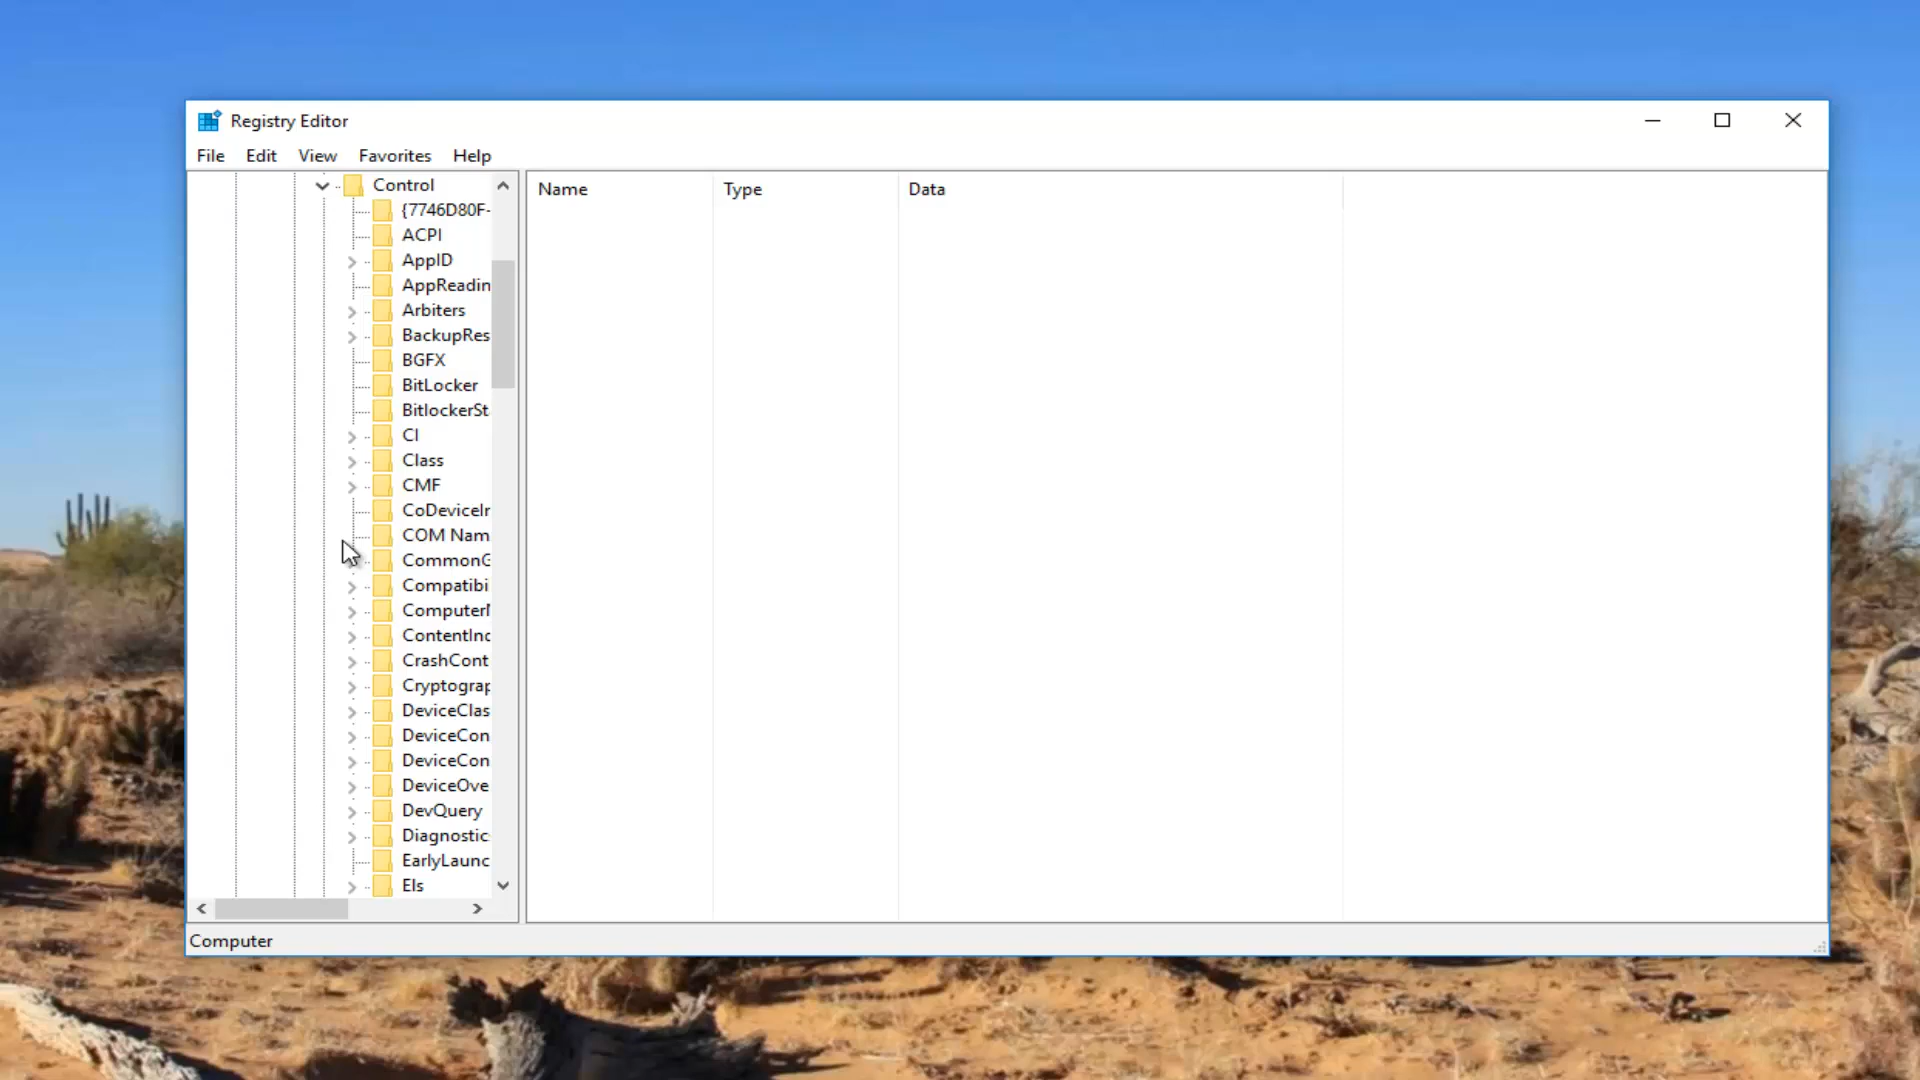 Registry Editor
File Edit View Favorites Help
Name Type Data
Control
{7746D80F-
ACPI
AppID
AppReadin
Arbiters
BackupRes
BGFX
BitLocker
BitlockerSt
CI
Class
CMF
CoDeviceIr
COM Nam
CommonG
Compatibi
Computer
ContentInc
CrashCont
Cryptograp
DeviceClas
DeviceCon
DeviceCon
DeviceOve
DevQuery
Diagnostic
EarlyLaunc
Els
Computer